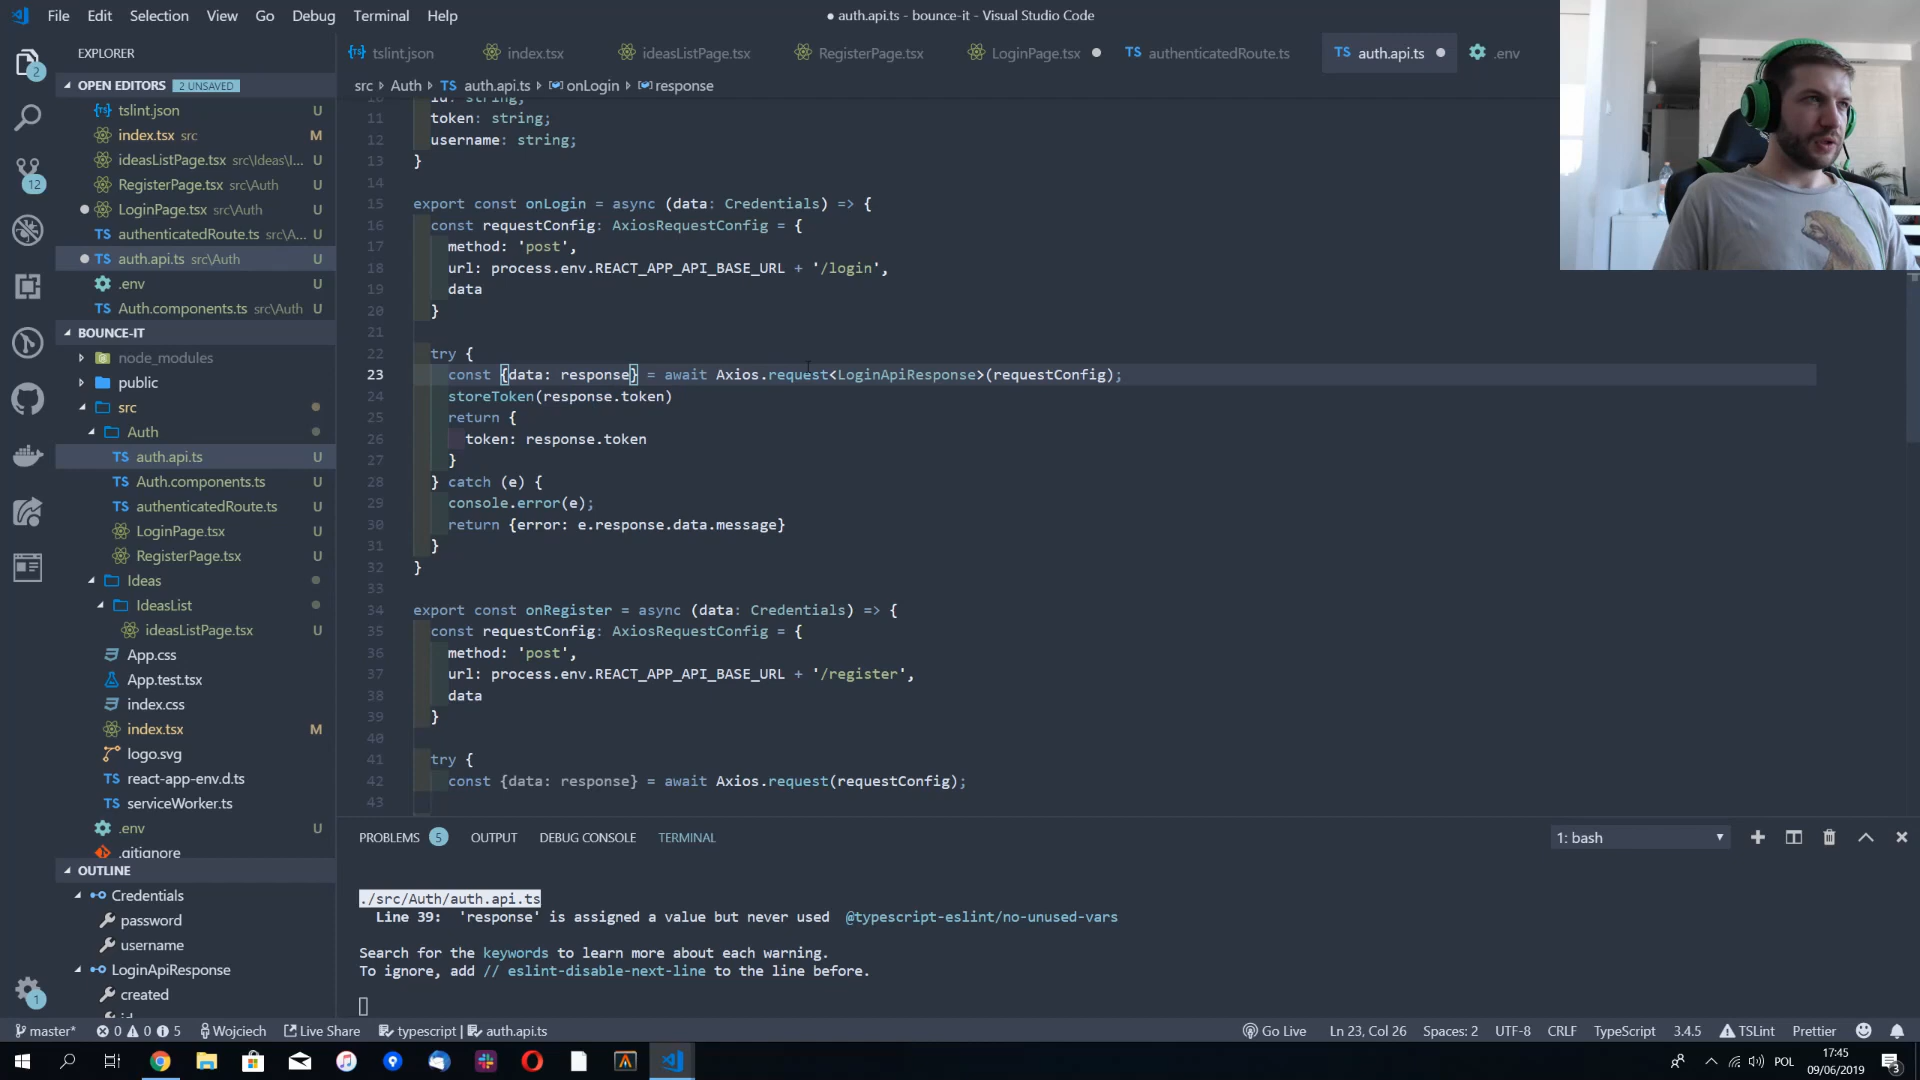 File Edit Selection View Go Debug Terminal Help
● auth.api.ts - bounce-it - Visual Studio Code
EXPLORER
OPEN EDITORS 2 UNSAVED
tslint.json
index.tsx src M
ideasListPage.tsx src\Ideas\I... U
RegisterPage.tsx src\Auth U
LoginPage.tsx src\Auth U
authenticatedRoute.ts src\A... U
auth.api.ts src\Auth U
.env U
Auth.components.ts src\Auth U
BOUNCE-IT
node_modules
public
src
Auth
auth.api.ts U
Auth.components.ts U
authenticatedRoute.ts U
LoginPage.tsx U
RegisterPage.tsx U
Ideas
IdeasList
ideasListPage.tsx U
App.css
App.test.tsx
index.css
index.tsx M
logo.svg
react-app-env.d.ts
serviceWorker.ts
.env U
.gitignore
OUTLINE
Credentials
password
username
LoginApiResponse
created
id
2
12
1
tslint.json index.tsx ideasListPage.tsx RegisterPage.tsx LoginPage.tsx ● TS authenticatedRoute.ts TS auth.api.ts ● .env
src > Auth > TS auth.api.ts > onLogin > response
10 id: string;
11 token: string;
12 username: string;
13 }
14
15 export const onLogin = async (data: Credentials) => {
16 const requestConfig: AxiosRequestConfig = {
17 method: 'post',
18 url: process.env.REACT_APP_API_BASE_URL + '/login',
19 data
20 }
21
22 try {
23 const {data: response} = await Axios.request<LoginApiResponse>(requestConfig);
24 storeToken(response.token)
25 return {
26 token: response.token
27 }
28 } catch (e) {
29 console.error(e);
30 return {error: e.response.data.message}
31 }
32 }
33
34 export const onRegister = async (data: Credentials) => {
35 const requestConfig: AxiosRequestConfig = {
36 method: 'post',
37 url: process.env.REACT_APP_API_BASE_URL + '/register',
38 data
39 }
40
41 try {
42 const {data: response} = await Axios.request(requestConfig);
43
PROBLEMS 5 OUTPUT DEBUG CONSOLE TERMINAL 1: bash
./src/Auth/auth.api.ts
Line 39: 'response' is assigned a value but never used @typescript-eslint/no-unused-vars
Search for the keywords to learn more about each warning.
To ignore, add // eslint-disable-next-line to the line before.
master* 0 0 5 Wojciech Live Share typescript | auth.api.ts Go Live Ln 23, Col 26 Spaces: 2 UTF-8 CRLF TypeScript 3.4.5 TSLint Prettier
POL 17:45
09/06/2019
3